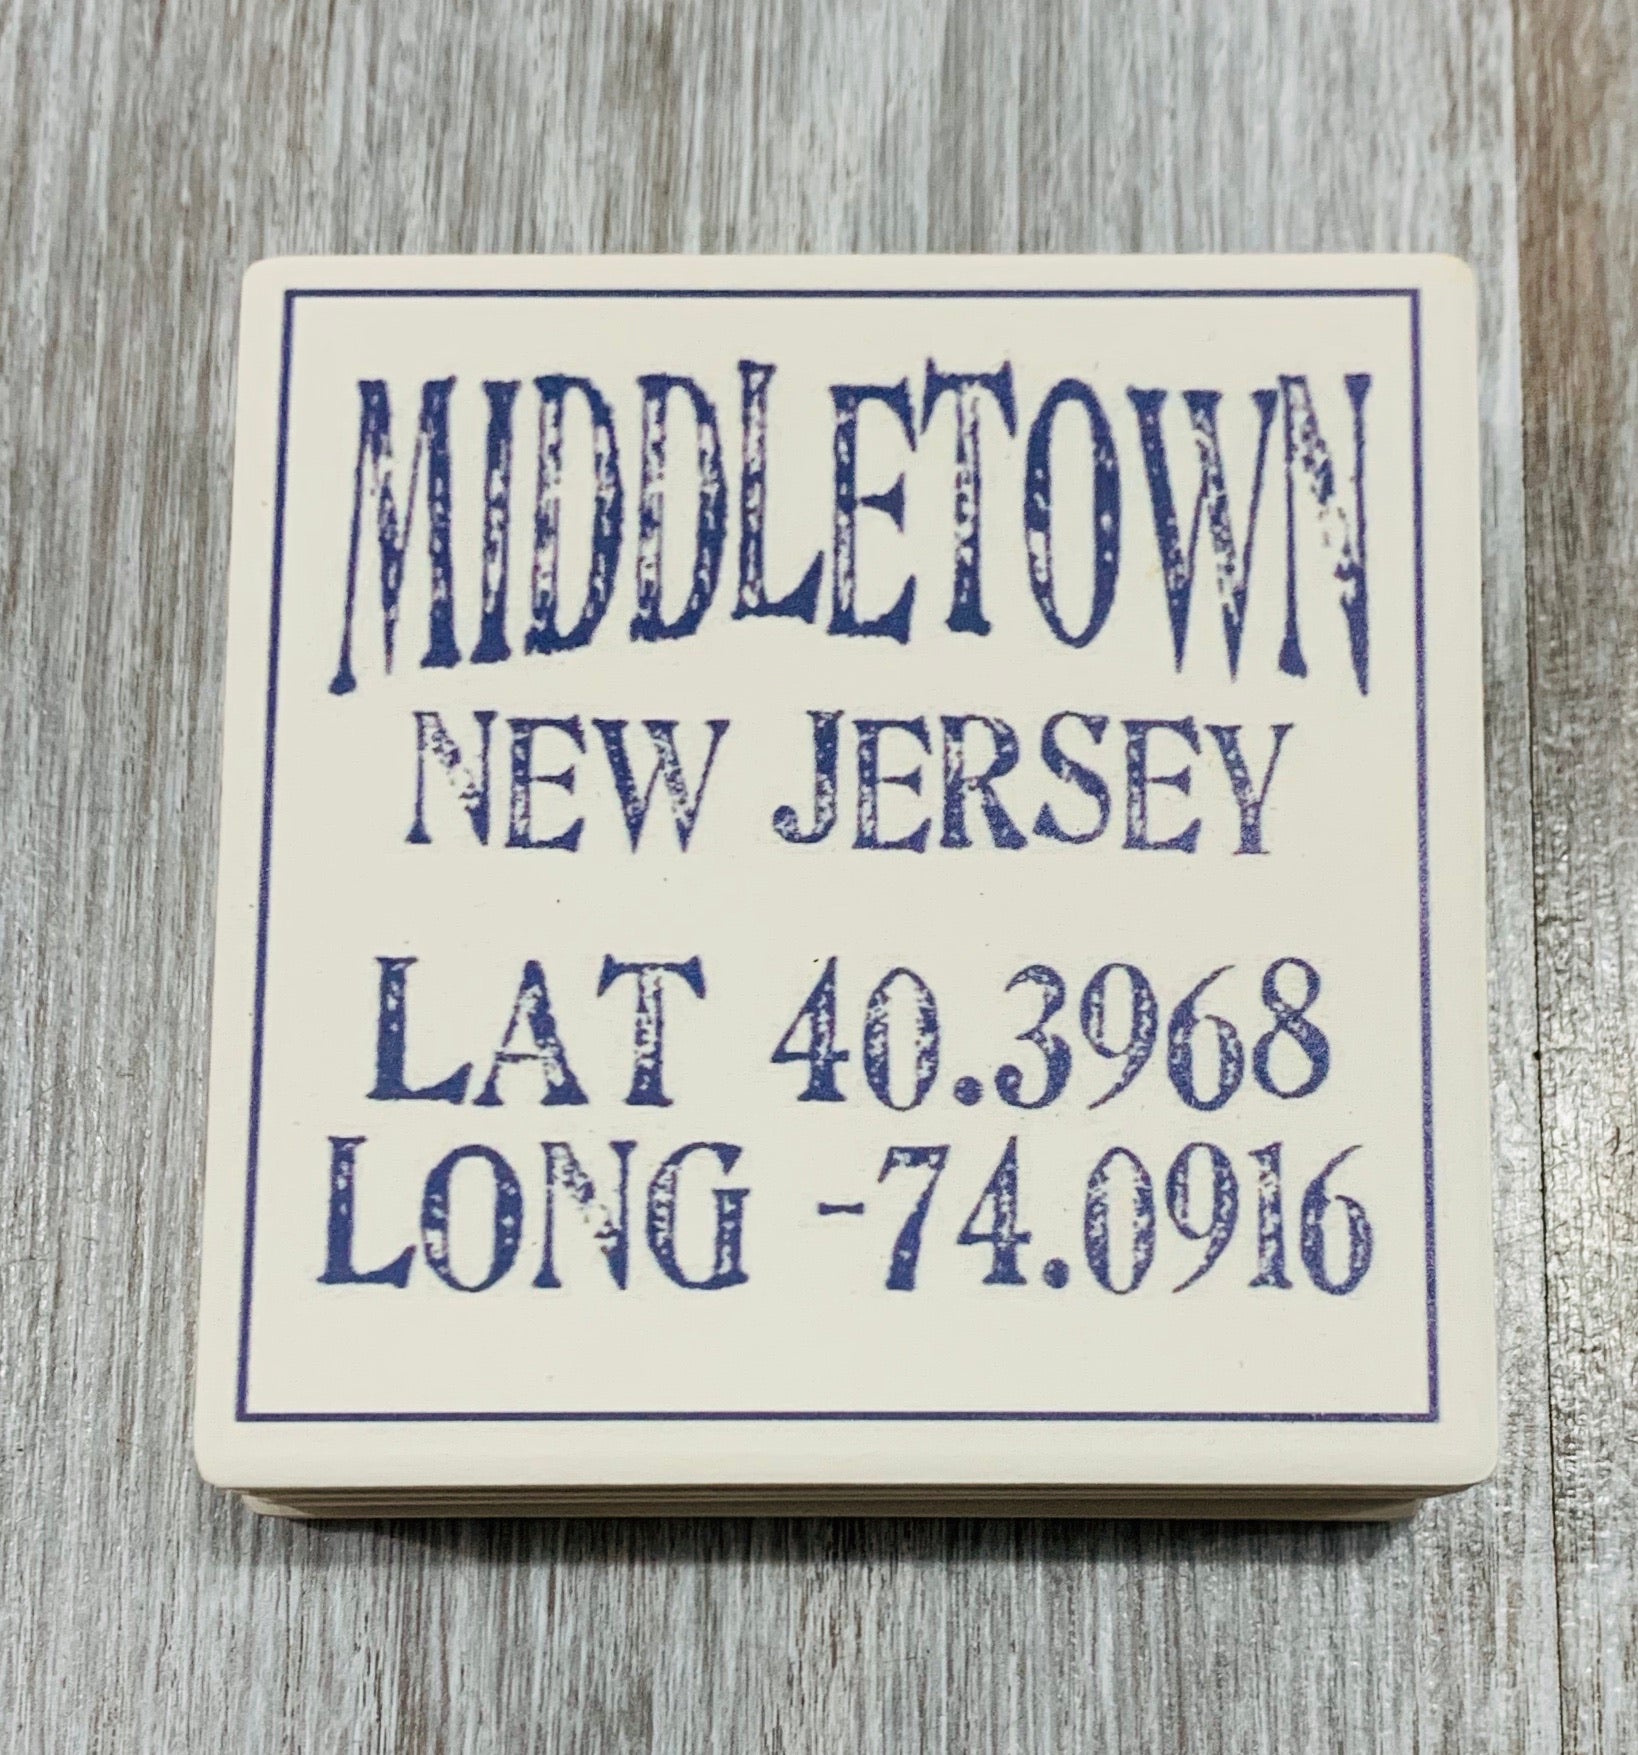 MIDDLETOWN
NEW JERSEY
LAT 40.3968
LONG -74.0916